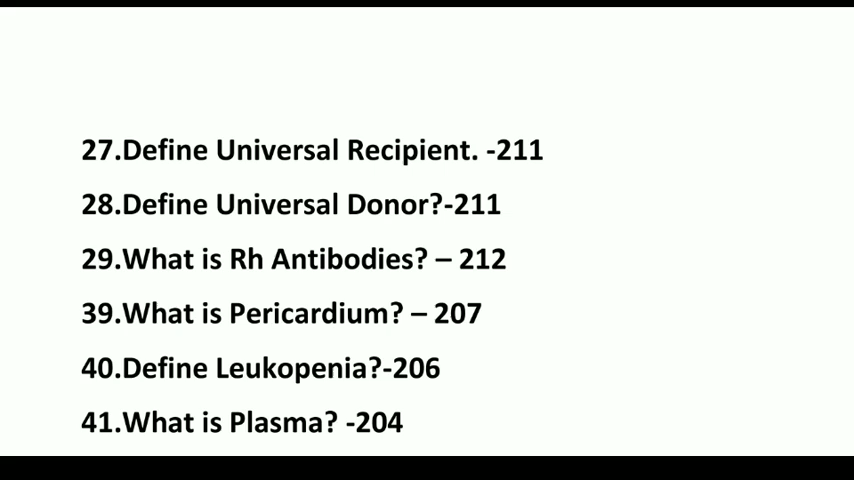 27.Define Universal Recipient. -211
28.Define Universal Donor?-211
29.What is Rh Antibodies? – 212
39.What is Pericardium? – 207
40.Define Leukopenia?-206
41.What is Plasma? -204